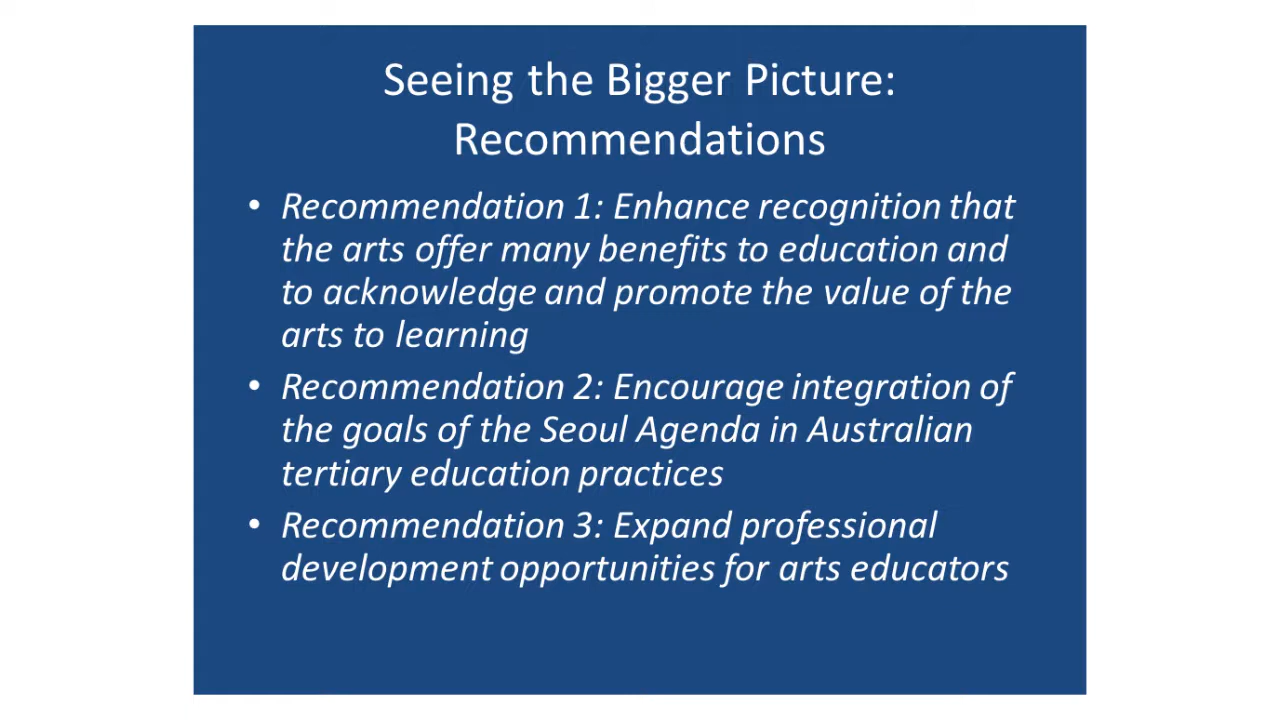 Seeing the Bigger Picture:
Recommendations
• Recommendation 1: Enhance recognition that
the arts offer many benefits to education and
to acknowledge and promote the value of the
arts to learning
• Recommendation 2: Encourage integration of
the goals of the Seoul Agenda in Australian
tertiary education practices
• Recommendation 3: Expand professional
development opportunities for arts educators